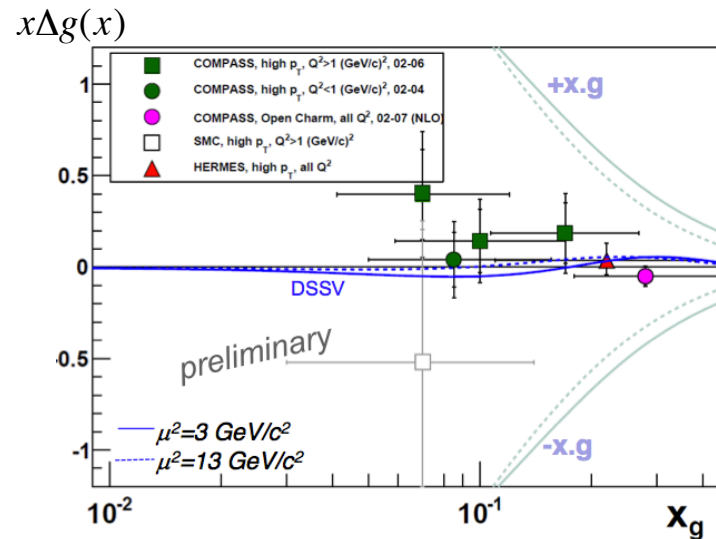 xΔg(x)
COMPASS, high p_T, Q²>1 (GeV/c)², 02-06
COMPASS, high p_T, Q²<1 (GeV/c)², 02-04
COMPASS, Open Charm, all Q², 02-07 (NLO)
SMC, high p_T, Q²>1 (GeV/c)²
HERMES, high p_T, all Q²
+x.g
1
0.5
0
-0.5
-1
DSSV
preliminary
-x.g
μ²=3 GeV/c²
μ²=13 GeV/c²
10⁻²
10⁻¹
x_g